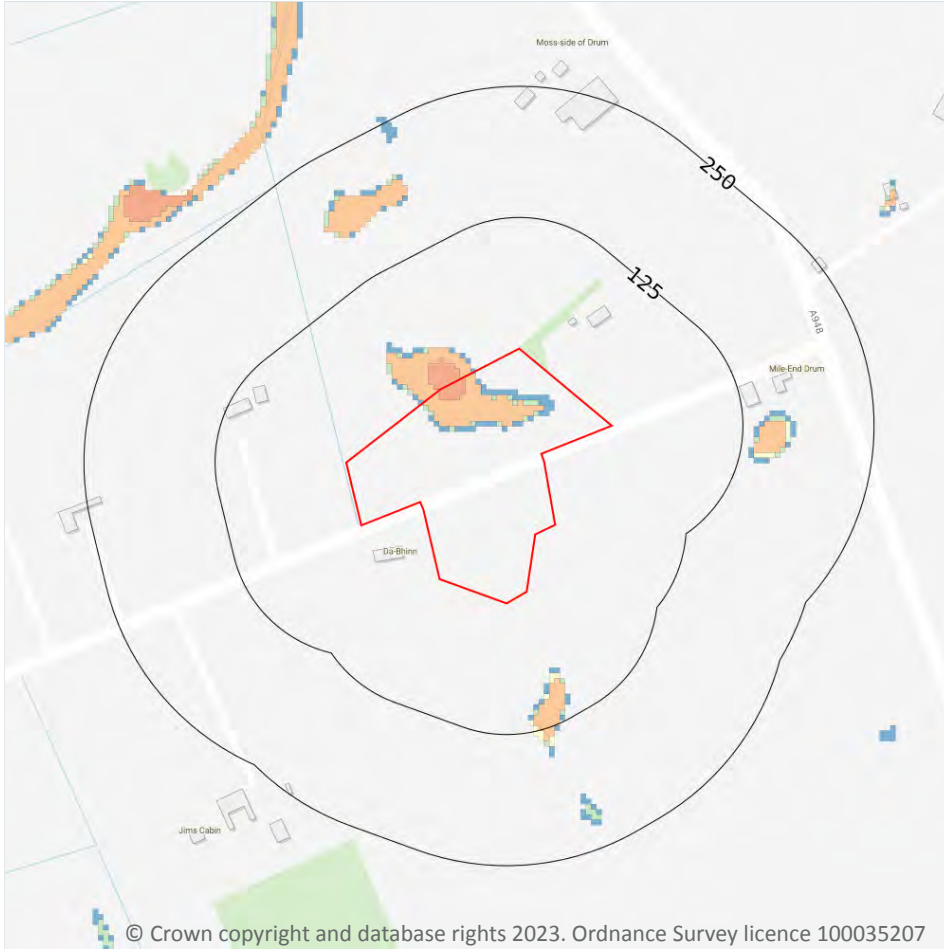 Moss-side of Drum
250
125
A948
Mile-End Drum
Da-Bhinn
Jims Cabin
© Crown copyright and database rights 2023. Ordnance Survey licence 100035207